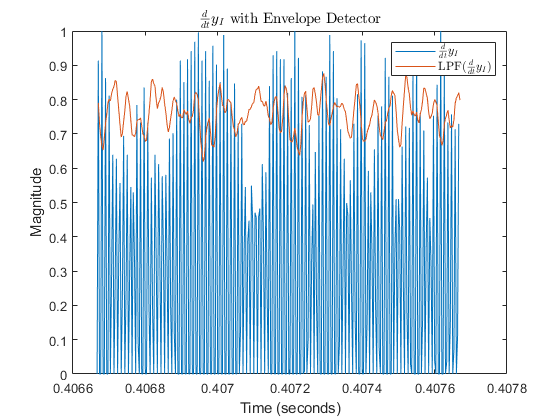 d/dt y_I with Envelope Detector
d/dt y_I
LPF(d/dt y_I)
1
0.9
0.8
0.7
0.6
0.5
0.4
0.3
0.2
0.1
0
Magnitude
0.4066 0.4068 0.407 0.4072 0.4074 0.4076 0.4078
Time (seconds)